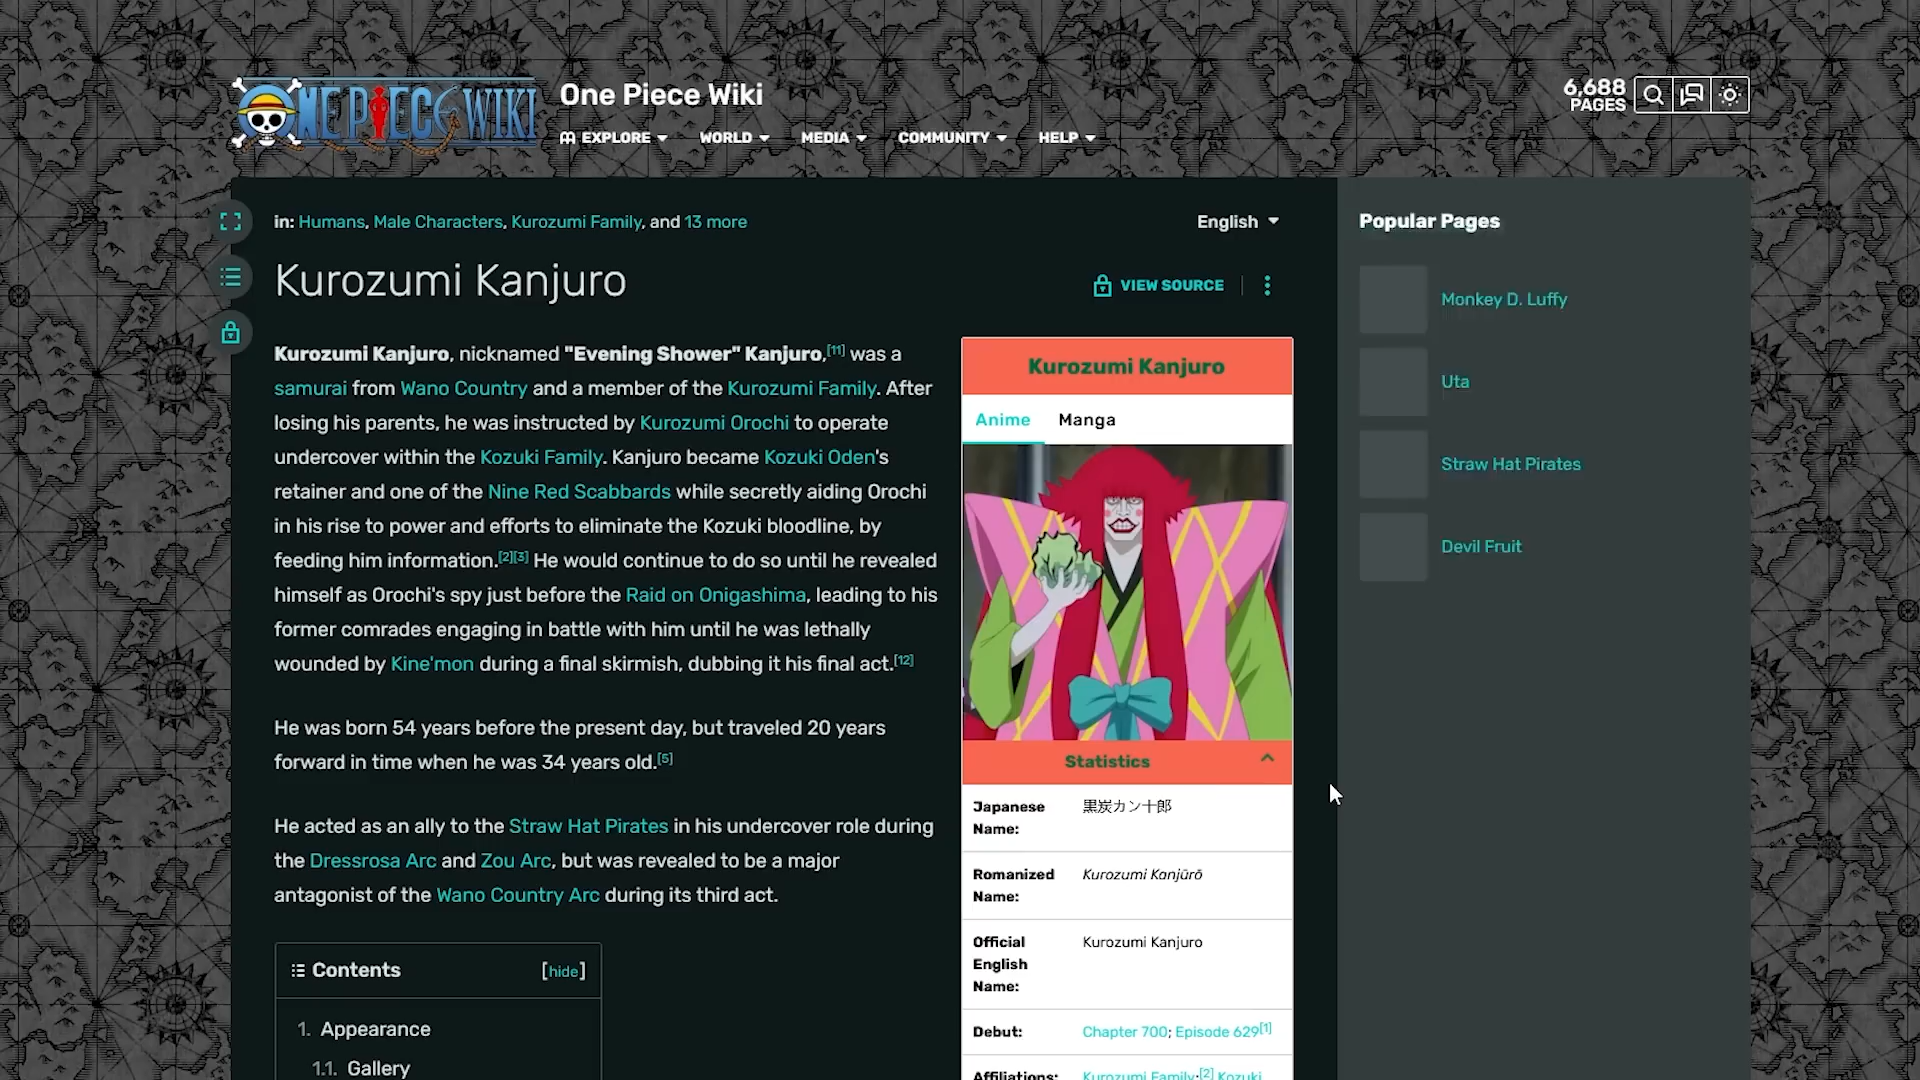 ONE PIECE WIKI
One Piece Wiki
EXPLORE
WORLD
MEDIA
COMMUNITY
HELP
6,688
PAGES
in: Humans, Male Characters, Kurozumi Family, and 13 more
English
Kurozumi Kanjuro
VIEW SOURCE
Kurozumi Kanjuro, nicknamed "Evening Shower" Kanjuro,[11] was a
samurai from Wano Country and a member of the Kurozumi Family. After
losing his parents, he was instructed by Kurozumi Orochi to operate
undercover within the Kozuki Family. Kanjuro became Kozuki Oden's
retainer and one of the Nine Red Scabbards while secretly aiding Orochi
in his rise to power and efforts to eliminate the Kozuki bloodline, by
feeding him information.[2][3] He would continue to do so until he revealed
himself as Orochi's spy just before the Raid on Onigashima, leading to his
former comrades engaging in battle with him until he was lethally
wounded by Kine'mon during a final skirmish, dubbing it his final act.[12]
He was born 54 years before the present day, but traveled 20 years
forward in time when he was 34 years old.[5]
He acted as an ally to the Straw Hat Pirates in his undercover role during
the Dressrosa Arc and Zou Arc, but was revealed to be a major
antagonist of the Wano Country Arc during its third act.
Contents [hide]
1. Appearance
1.1. Gallery
Kurozumi Kanjuro
Anime Manga
Statistics
Japanese
Name:
黒炭カン十郎
Romanized
Name:
Kurozumi Kanjūrō
Official
English
Name:
Kurozumi Kanjuro
Debut:
Chapter 700; Episode 629[1]
Affiliations:
Kurozumi Family;[2] Kozuki
Popular Pages
Monkey D. Luffy
Uta
Straw Hat Pirates
Devil Fruit